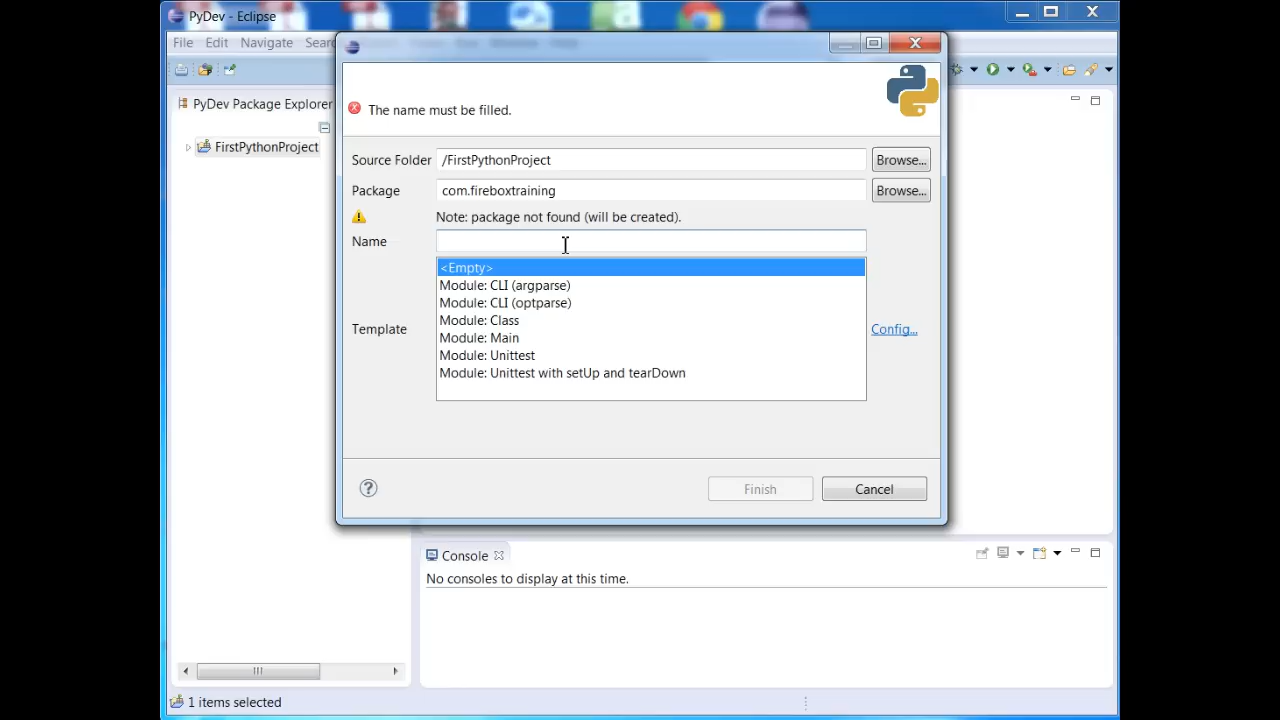 PyDev - Eclipse
File Edit Navigate Sear
The name must be filled.
PyDev Package Explorer
FirstPythonProject
Source Folder /FirstPythonProject Browse...
Package com.fireboxtraining Browse...
Note: package not found (will be created).
Name
<Empty>
Module: CLI (argparse)
Module: CLI (optparse)
Module: Class
Template Config...
Module: Main
Module: Unittest
Module: Unittest with setUp and tearDown
Finish Cancel
Console
No consoles to display at this time.
1 items selected